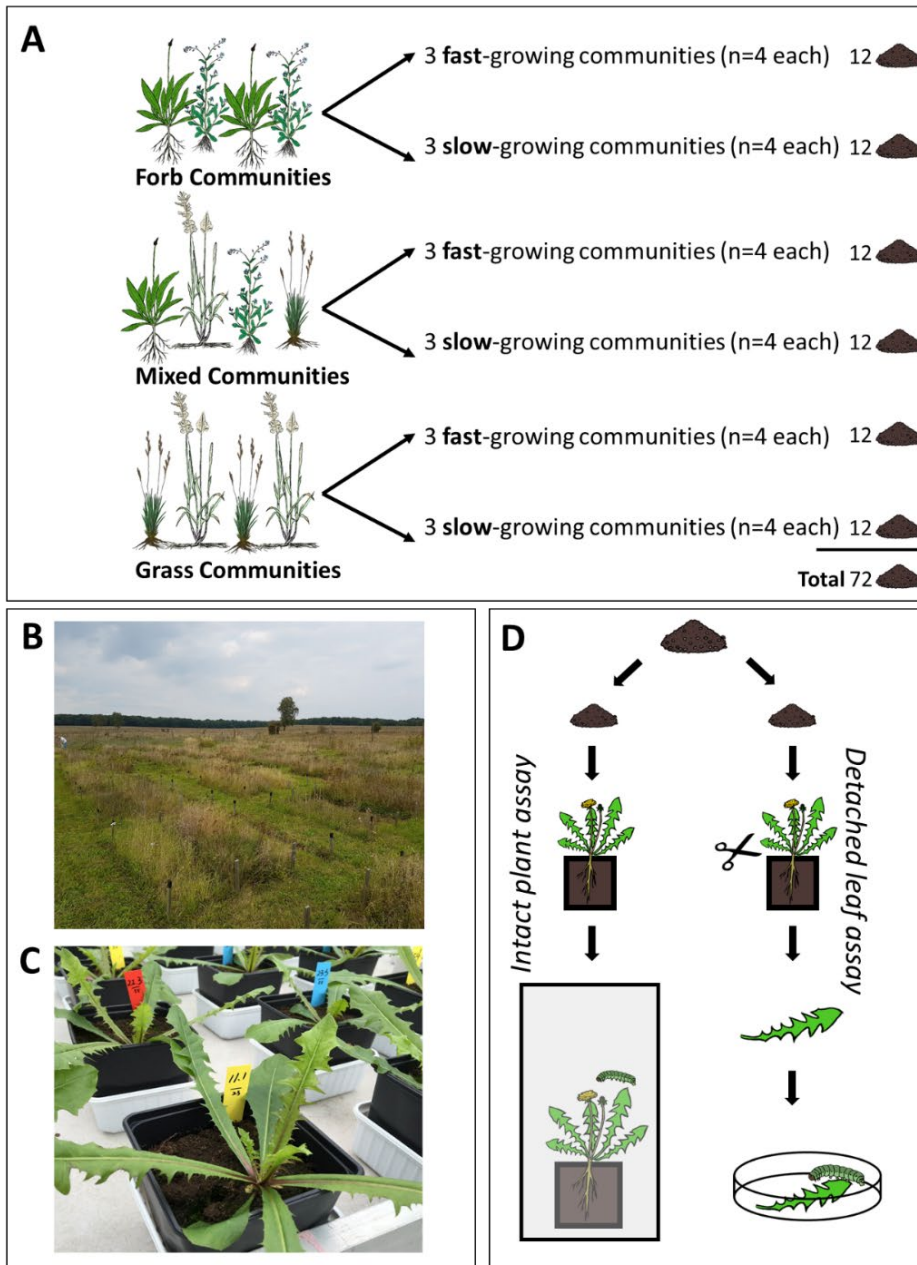 A
3 fast-growing communities (n=4 each) 12
3 slow-growing communities (n=4 each) 12
Forb Communities
3 fast-growing communities (n=4 each) 12
3 slow-growing communities (n=4 each) 12
Mixed Communities
3 fast-growing communities (n=4 each) 12
3 slow-growing communities (n=4 each) 12
Grass Communities
Total 72
B
C
11.1
D
Intact plant assay
Detached leaf assay